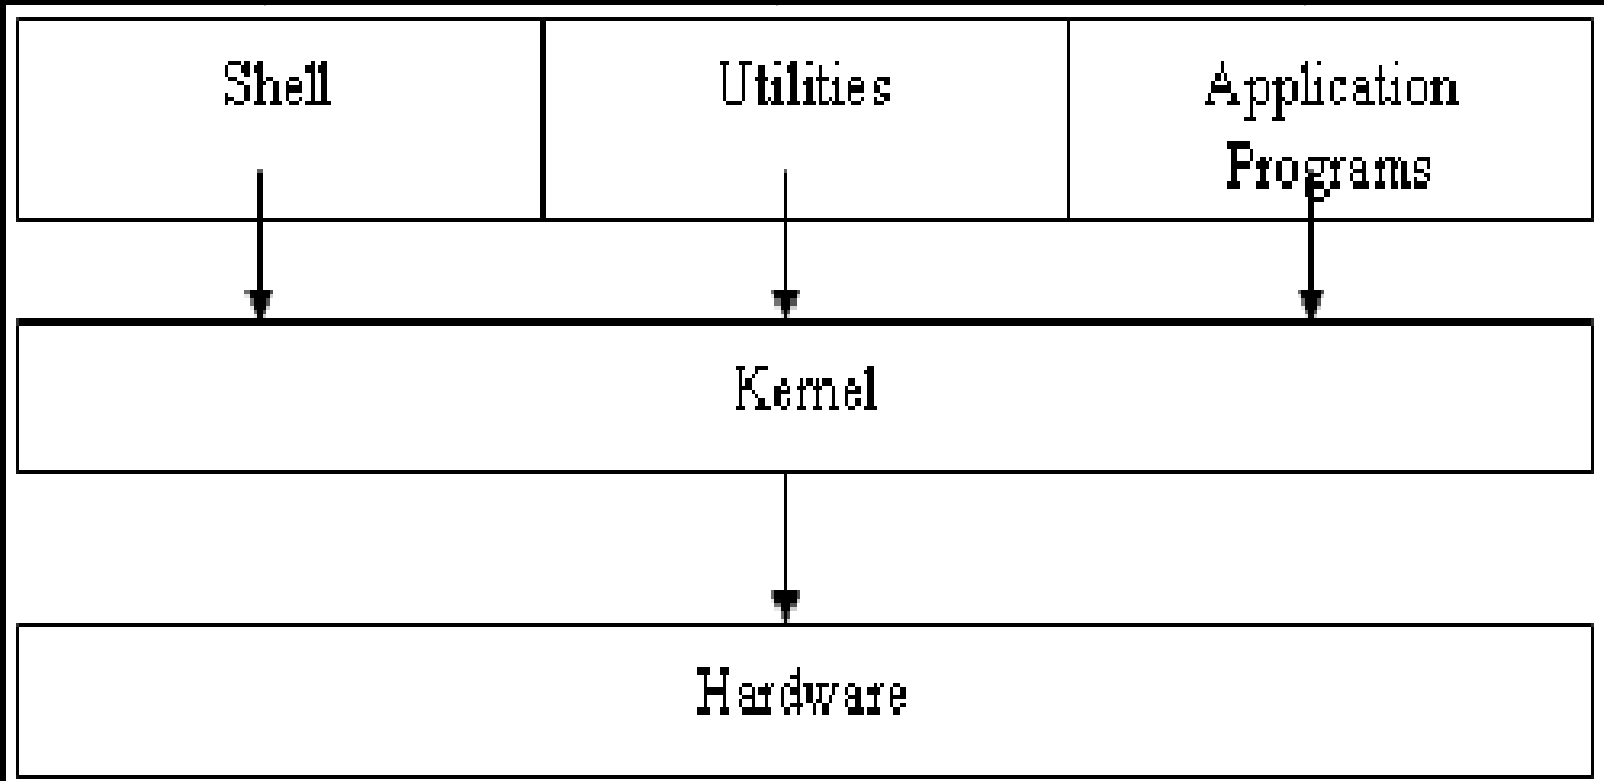 Shell
Utilities
Application
Programs
Kernel
Hardware